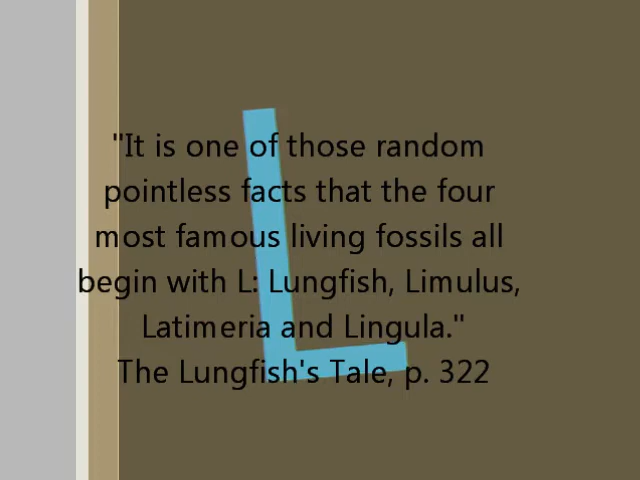 "It is one of those random
pointless facts that the four
most famous living fossils all
begin with L: Lungfish, Limulus,
Latimeria and Lingula."
The Lungfish's Tale, p. 322
L